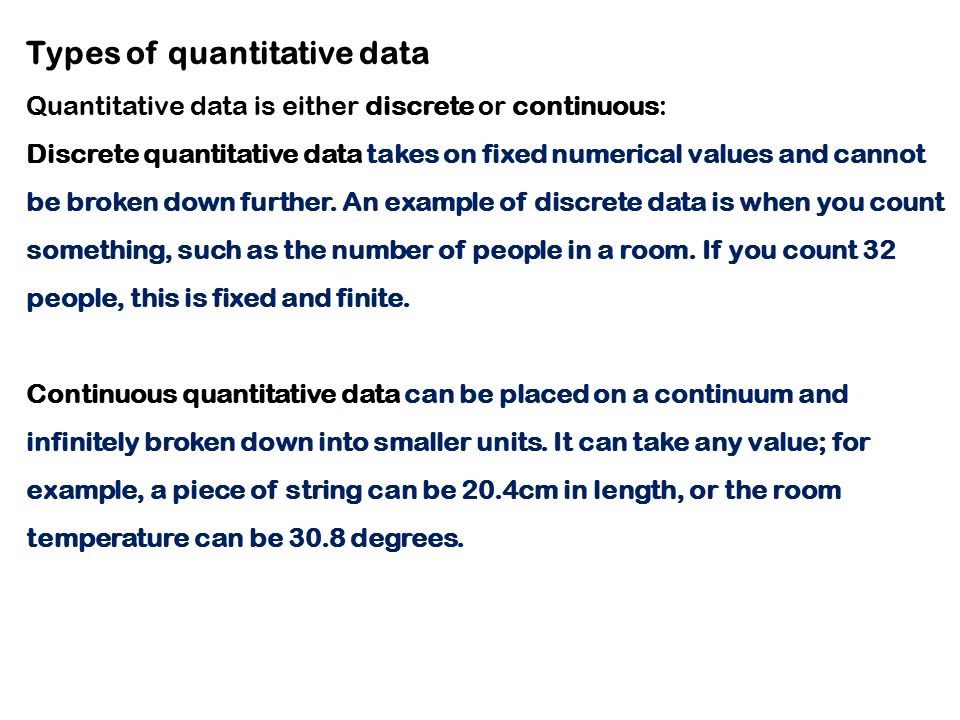 Types of quantitative data
Quantitative data is either discrete or continuous:
Discrete quantitative data takes on fixed numerical values and cannot
be broken down further. An example of discrete data is when you count
something, such as the number of people in a room. If you count 32
people, this is fixed and finite.
Continuous quantitative data can be placed on a continuum and
infinitely broken down into smaller units. It can take any value; for
example, a piece of string can be 20.4cm in length, or the room
temperature can be 30.8 degrees.